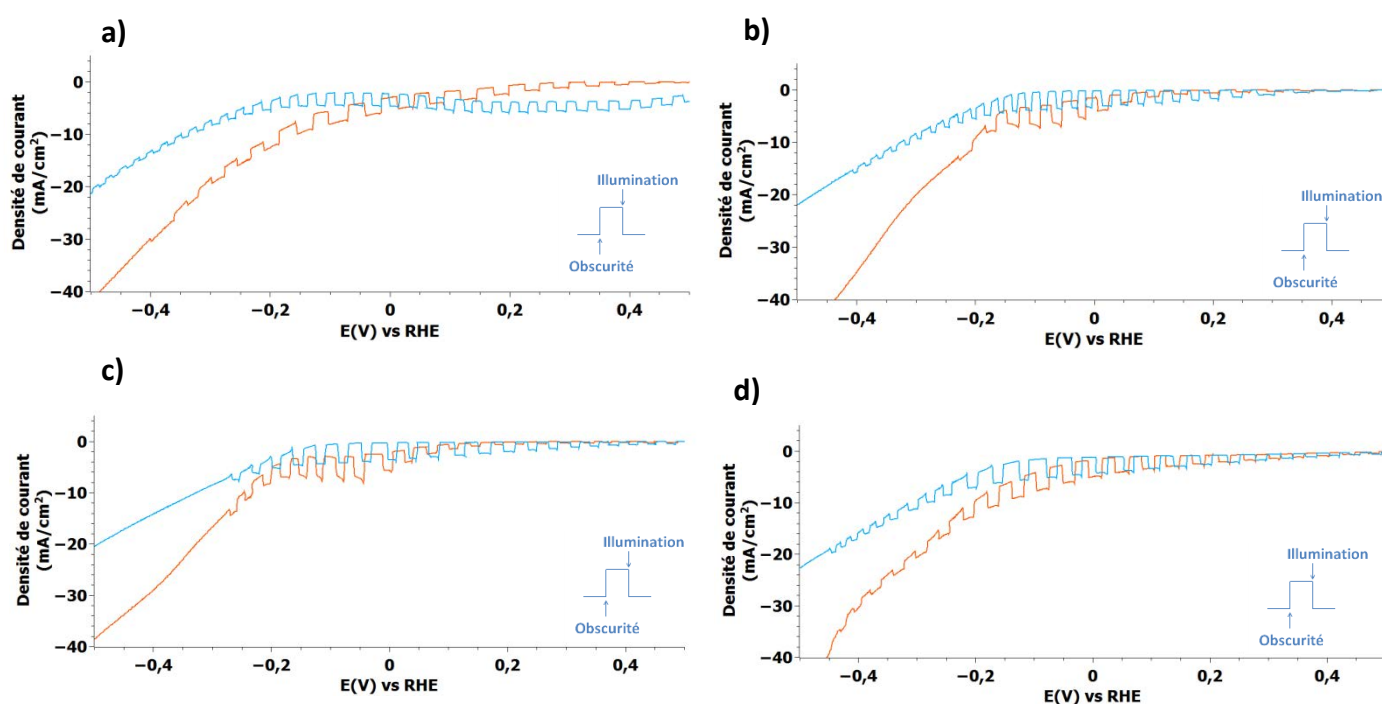 a)
Densité de courant
(mA/cm²)
0
−10
−20
−30
−40
−0,4
−0,2
0
0,2
0,4
E(V) vs RHE
Illumination
Obscurité
b)
Densité de courant
(mA/cm²)
0
−10
−20
−30
−40
−0,4
−0,2
0
0,2
0,4
E(V) vs RHE
Illumination
Obscurité
c)
Densité de courant
(mA/cm²)
0
−10
−20
−30
−40
−0,4
−0,2
0
0,2
0,4
E(V) vs RHE
Illumination
Obscurité
d)
Densité de courant
(mA/cm²)
0
−10
−20
−30
−40
−0,4
−0,2
0
0,2
0,4
E(V) vs RHE
Illumination
Obscurité